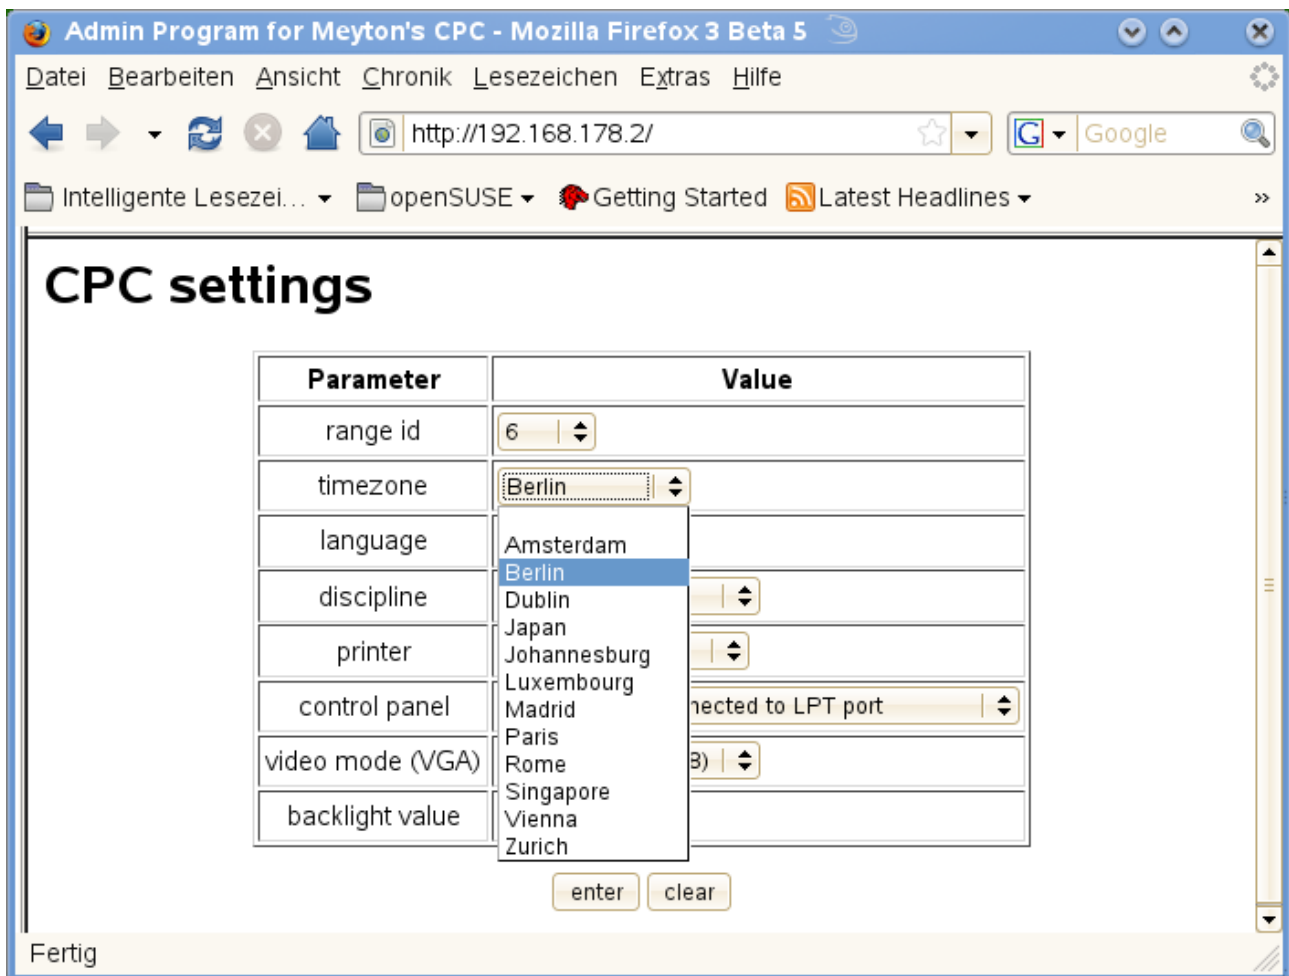 Admin Program for Meyton's CPC - Mozilla Firefox 3 Beta 5
Datei Bearbeiten Ansicht Chronik Lesezeichen Extras Hilfe
http://192.168.178.2/ G Google
Intelligente Lesezei... openSUSE Getting Started Latest Headlines »
CPC settings
Parameter Value
range id 6
timezone Berlin
language
Amsterdam
Berlin
discipline
Dublin
Japan
printer
Johannesburg
Luxembourg
control panel nected to LPT port
Madrid
Paris
video mode (VGA) 8)
Rome
Singapore
backlight value
Vienna
Zurich
enter clear
Fertig